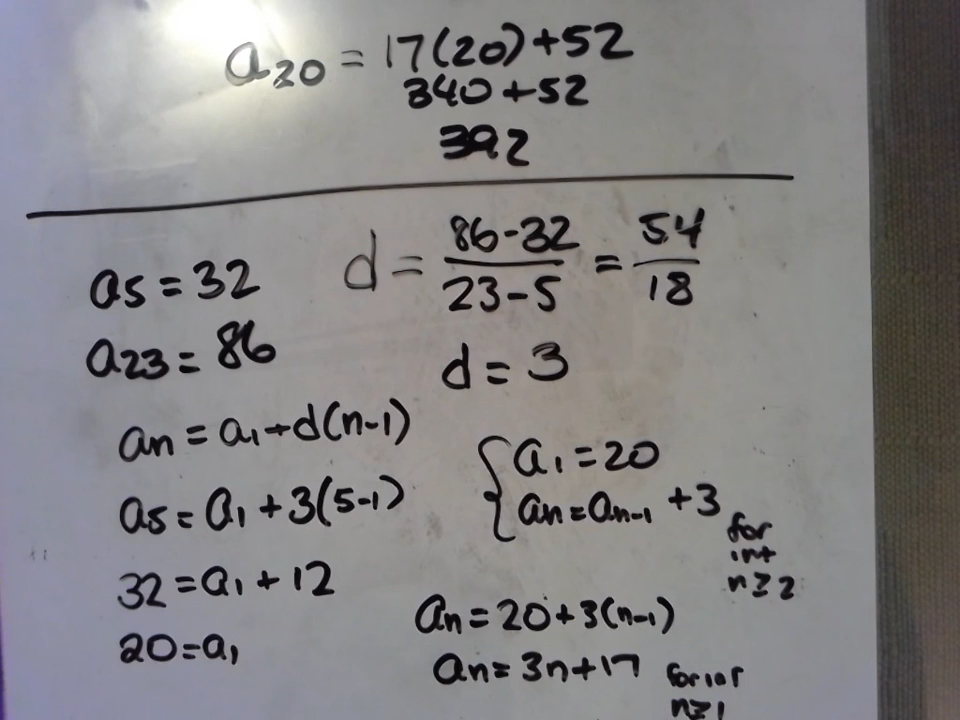 a20 = 17(20)+52
340+52
392
a5 = 32
a23 = 86
d = 86-32/23-5 = 54/18
d = 3
an = a1+d(n-1)
a5 = a1+3(5-1)
32 = a1+12
20 = a1
{ a1 = 20
an = an-1 +3
for
int
n≥2
an = 20+3(n-1)
an = 3n+17
for int
n≥1